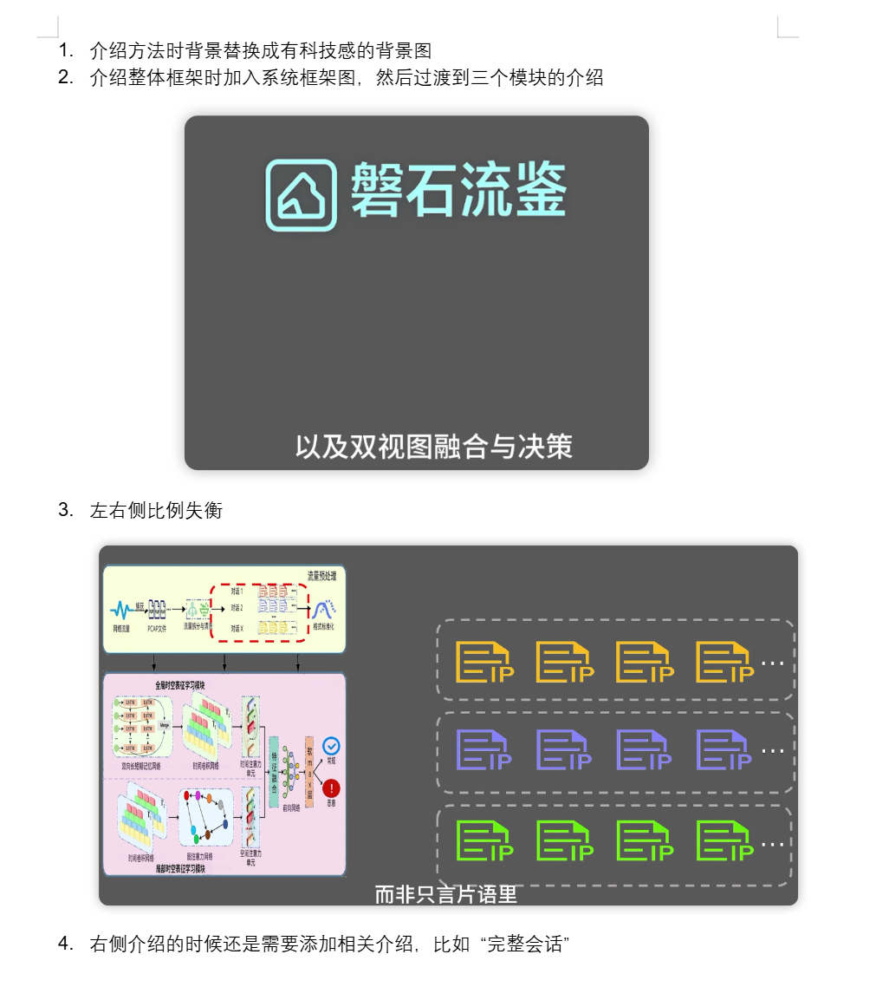 1. 介绍方法时背景替换成有科技感的背景图
2. 介绍整体框架时加入系统框架图，然后过渡到三个模块的介绍
磐石流鉴
以及双视图融合与决策
3. 左右侧比例失衡
流量预处理
对话 1
捕获
对话 2
网络流量
PCAP文件
流量拆分与清洗
对话 X
格式标准化
全局时空表征学习模块
LSTM LSTM
LSTM LSTM
LSTM LSTM
LSTM LSTM
Merge
双向长短期记忆网络
时间卷积网络
时间注意力
单元
特征融合
前向网络
软max层
常规
恶意
时间卷积网络
图注意力网络
空间注意力
单元
局部时空表征学习模块
IP IP IP IP ...
IP IP IP IP ...
IP IP IP IP ...
而非只言片语里
4. 右侧介绍的时候还是需要添加相关介绍，比如“完整会话”